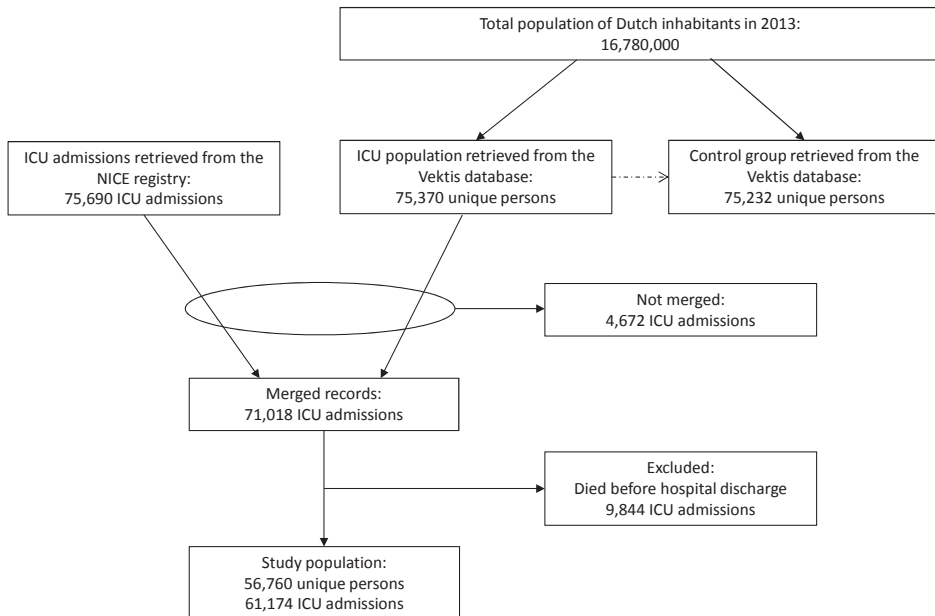 Total population of Dutch inhabitants in 2013:
16,780,000
ICU admissions retrieved from the
NICE registry:
75,690 ICU admissions
ICU population retrieved from the
Vektis database:
75,370 unique persons
Control group retrieved from the
Vektis database:
75,232 unique persons
Not merged:
4,672 ICU admissions
Merged records:
71,018 ICU admissions
Excluded:
Died before hospital discharge
9,844 ICU admissions
Study population:
56,760 unique persons
61,174 ICU admissions